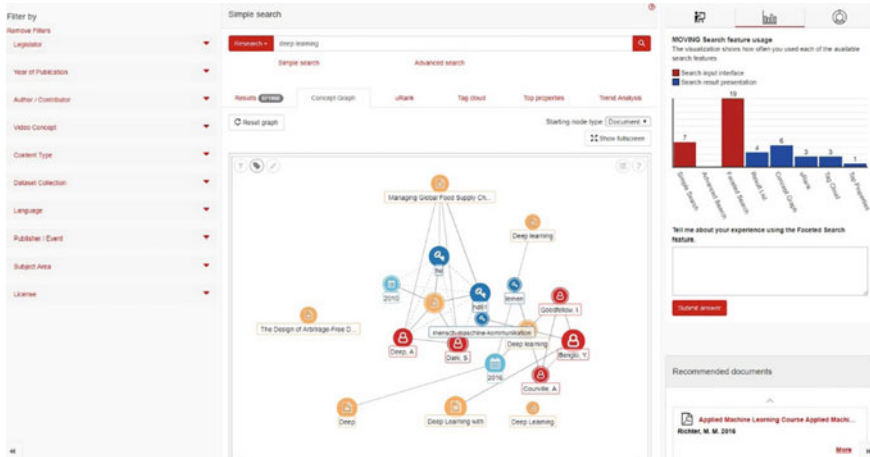 Filter by
Remove Filters
Legislator
Year of Publication
Author / Contributor
Video Concept
Content Type
Dataset Collection
Language
Publisher / Event
Subject Area
License
Simple search
Research
deep learning
Simple search
Advanced search
Results
Concept Graph
uRank
Tag cloud
Top properties
Trend Analysis
Reset graph
Starting node type: Document
Show fullscreen
Managing Global Food Supply Ch...
Deep learning
2010
The Design of Arbitrage-Free D...
Goodfellow, I.
mensch-maschine-kommunikation
Deep, A.
Dani, S.
Deep learning
Bengio, Y.
2016
Courville, A.
Deep
Deep Learning with
Deep Learning
MOVING Search feature usage
The visualization shows how often you used each of the available
search features
Search input interface
Search result presentation
19
7
4
6
3
3
1
Simple Search
Advanced Search
Faceted Search
Result List
Concept Graph
uRank
Tag Cloud
Top Properties
Tell me about your experience using the Faceted Search
feature.
Submit answer
Recommended documents
Applied Machine Learning Course Applied Machi...
Richter, M. M. 2016
More